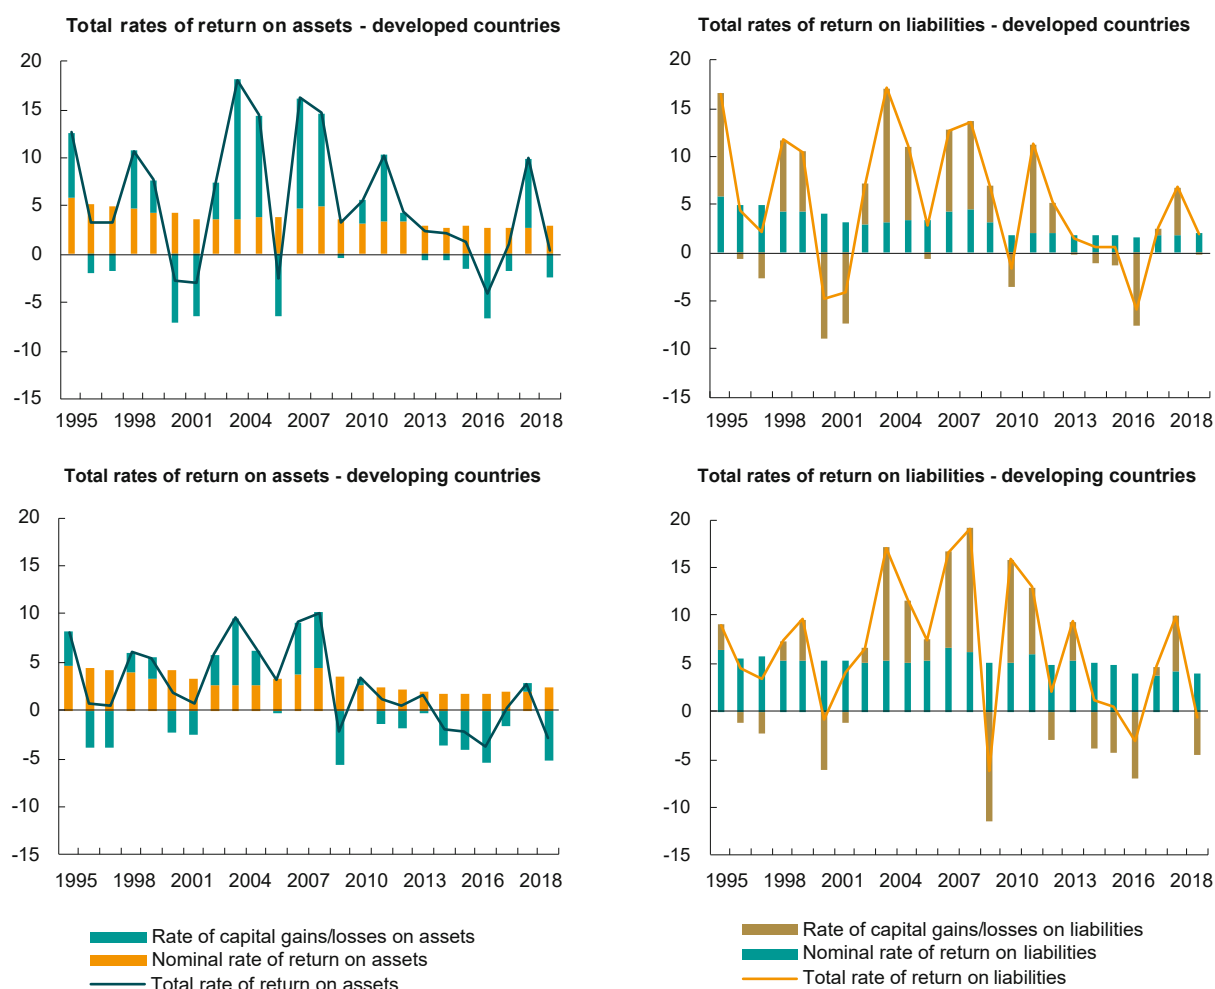 Total rates of return on assets - developed countries
20
15
10
5
0
-5
-10
-15
1995 1998 2001 2004 2007 2010 2013 2016 2018
Total rates of return on liabilities - developed countries
20
15
10
5
0
-5
-10
-15
1995 1998 2001 2004 2007 2010 2013 2016 2018
Total rates of return on assets - developing countries
20
15
10
5
0
-5
-10
-15
1995 1998 2001 2004 2007 2010 2013 2016 2018
Total rates of return on liabilities - developing countries
20
15
10
5
0
-5
-10
-15
1995 1998 2001 2004 2007 2010 2013 2016 2018
Rate of capital gains/losses on assets
Nominal rate of return on assets
Total rate of return on assets
Rate of capital gains/losses on liabilities
Nominal rate of return on liabilities
Total rate of return on liabilities